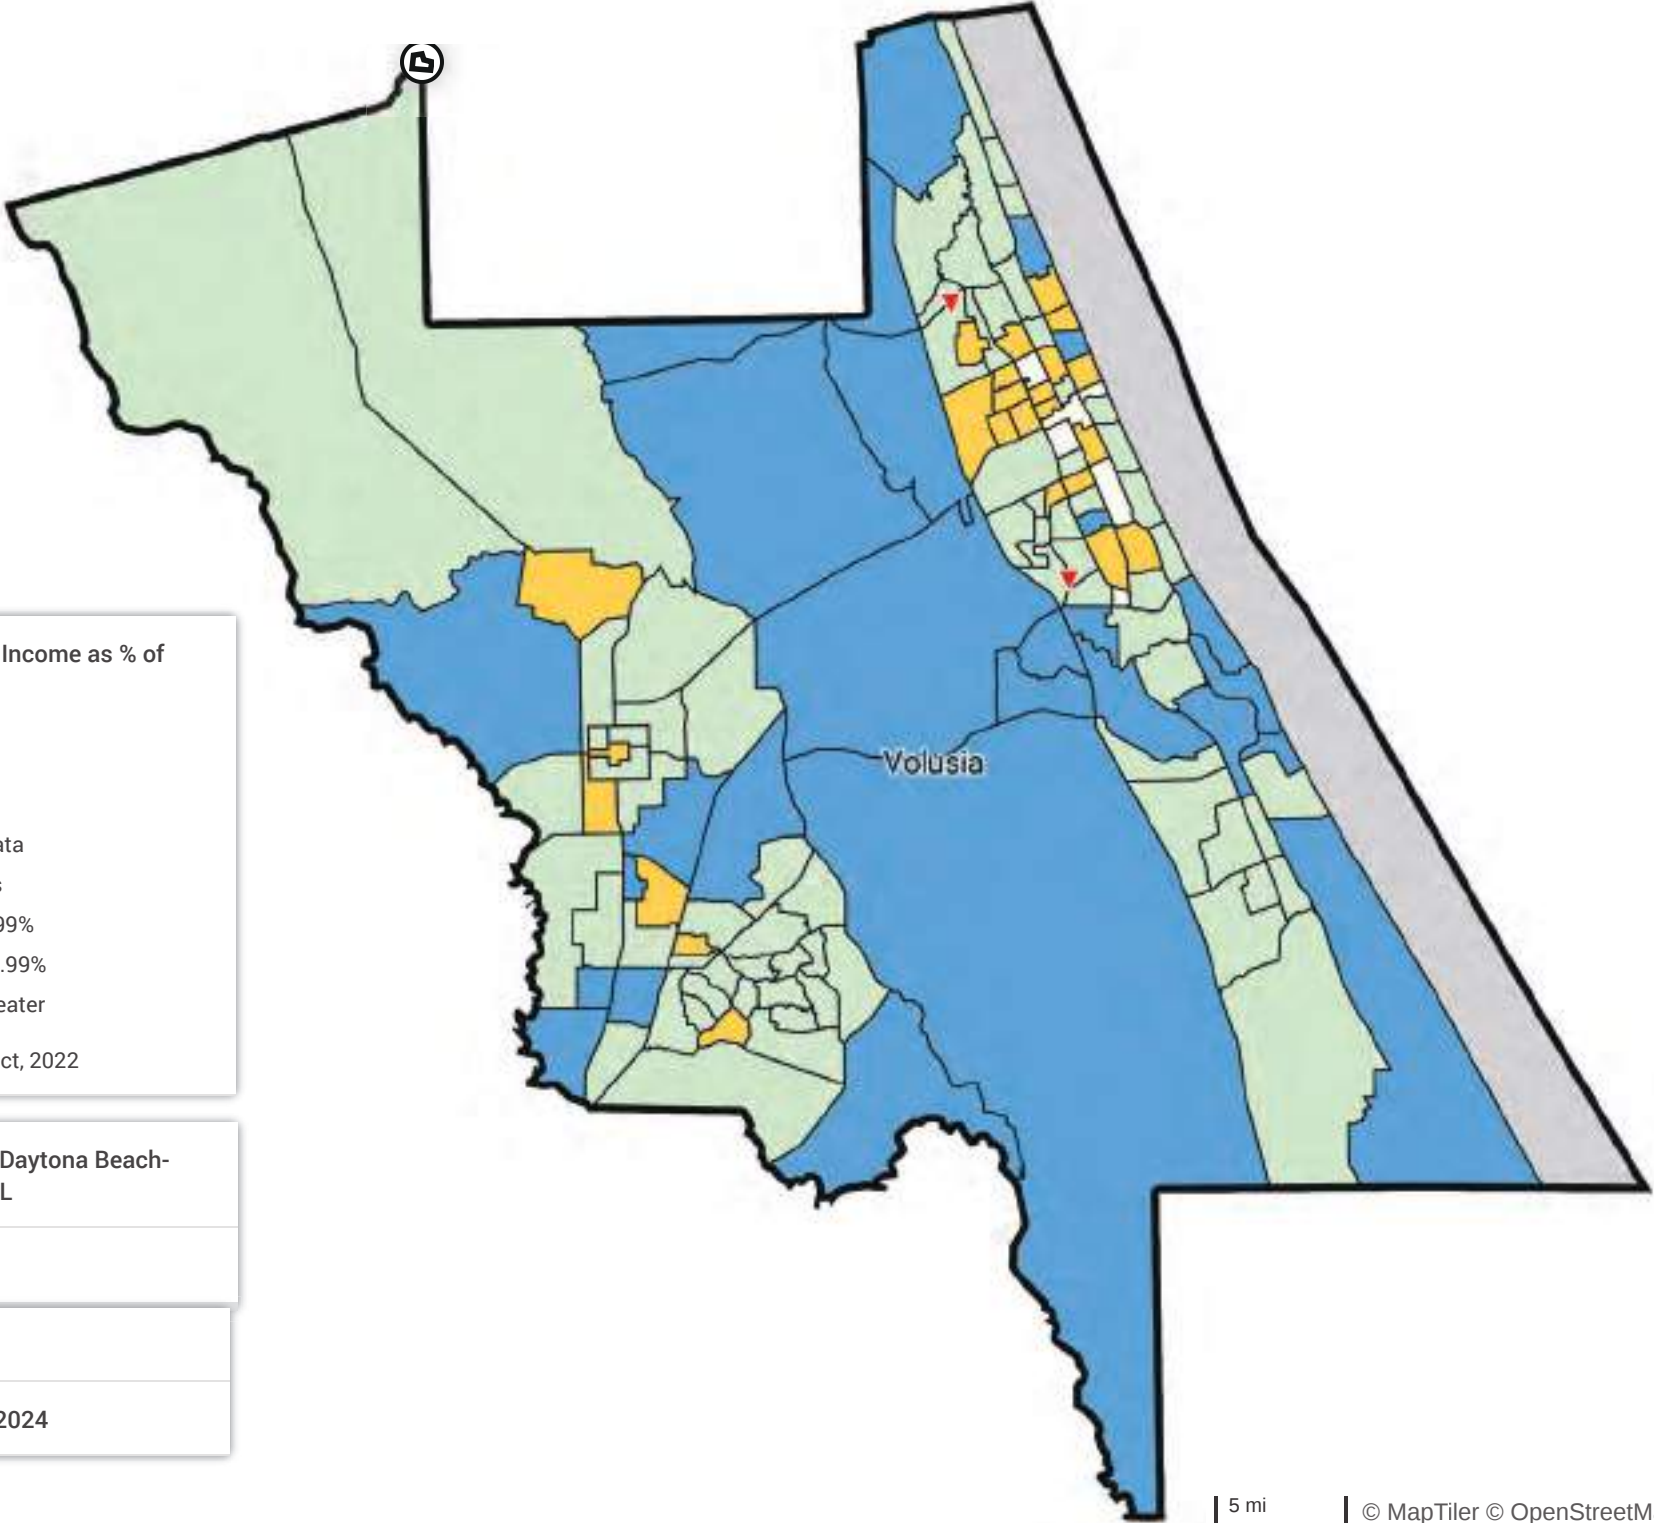 Income as % of
ata
s
99%
.99%
eater
ct, 2022
Daytona Beach-
L
2024
Volusia
5 mi
© MapTiler © OpenStreetM